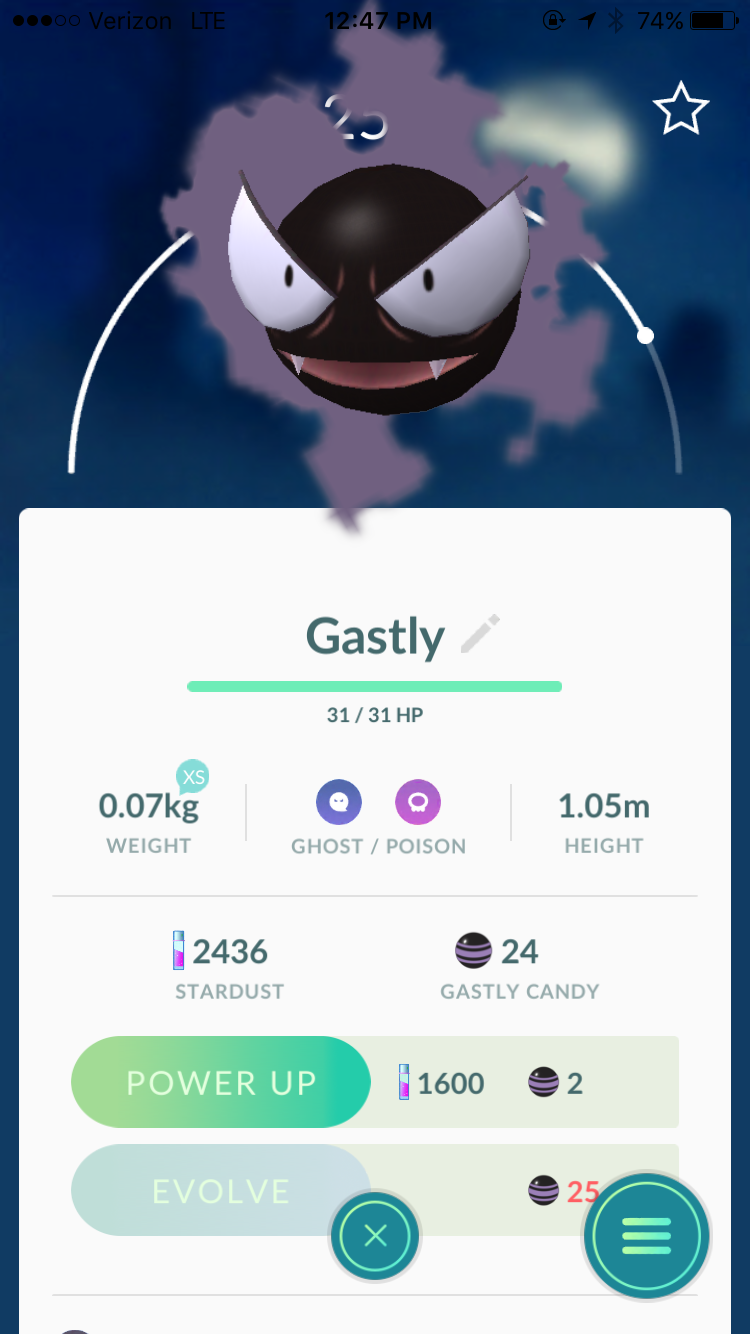 Verizon LTE 12:47 PM 74%
Gastly
31 / 31 HP
XS
0.07kg
WEIGHT
GHOST / POISON
1.05m
HEIGHT
2436
STARDUST
24
GASTLY CANDY
POWER UP 1600 2
EVOLVE 25